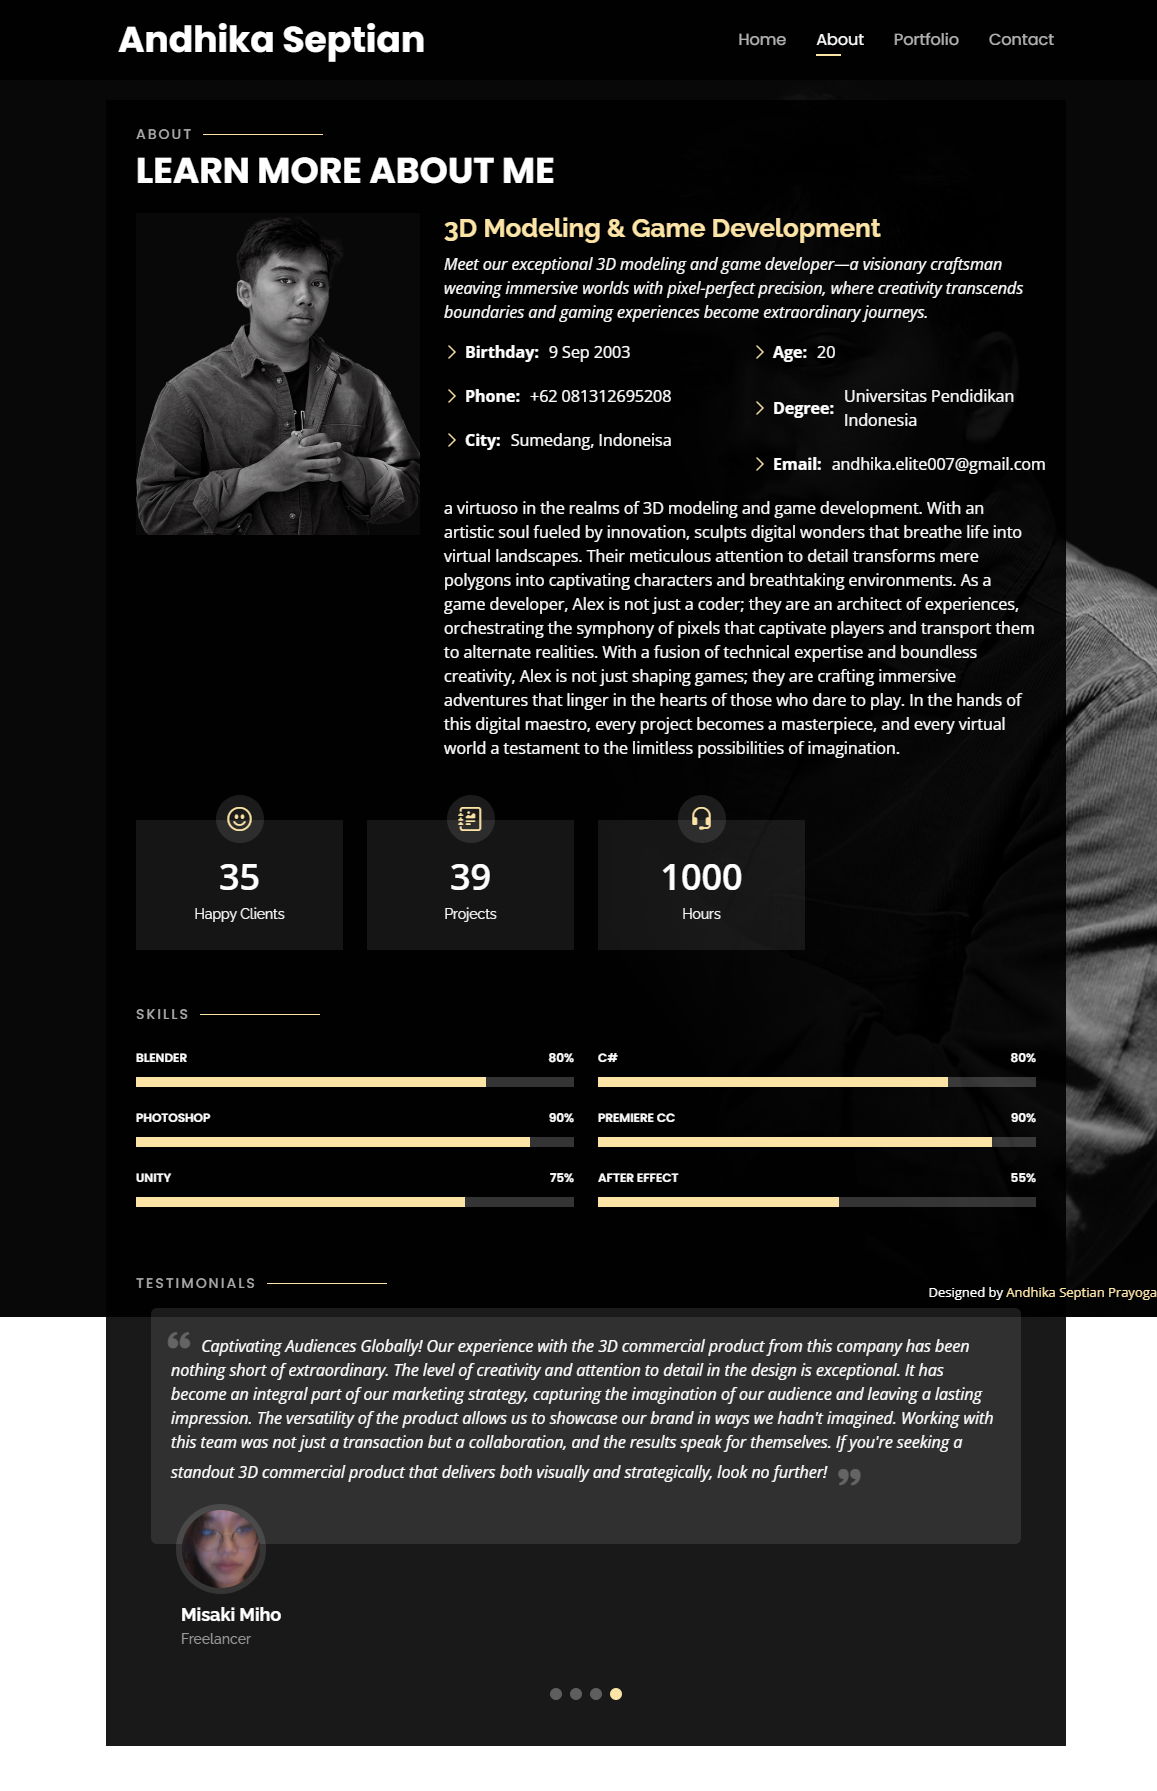 Andhika Septian
Home About Portfolio Contact
ABOUT
LEARN MORE ABOUT ME
3D Modeling & Game Development
Meet our exceptional 3D modeling and game developer—a visionary craftsman
weaving immersive worlds with pixel-perfect precision, where creativity transcends
boundaries and gaming experiences become extraordinary journeys.
Birthday: 9 Sep 2003
Phone: +62 081312695208
City: Sumedang, Indoneisa
Age: 20
Degree: Universitas Pendidikan
Indonesia
Email: andhika.elite007@gmail.com
a virtuoso in the realms of 3D modeling and game development. With an
artistic soul fueled by innovation, sculpts digital wonders that breathe life into
virtual landscapes. Their meticulous attention to detail transforms mere
polygons into captivating characters and breathtaking environments. As a
game developer, Alex is not just a coder; they are an architect of experiences,
orchestrating the symphony of pixels that captivate players and transport them
to alternate realities. With a fusion of technical expertise and boundless
creativity, Alex is not just shaping games; they are crafting immersive
adventures that linger in the hearts of those who dare to play. In the hands of
this digital maestro, every project becomes a masterpiece, and every virtual
world a testament to the limitless possibilities of imagination.
35
Happy Clients
39
Projects
1000
Hours
SKILLS
BLENDER 80%
C# 80%
PHOTOSHOP 90%
PREMIERE CC 90%
UNITY 75%
AFTER EFFECT 55%
TESTIMONIALS
Designed by Andhika Septian Prayoga
“ Captivating Audiences Globally! Our experience with the 3D commercial product from this company has been
nothing short of extraordinary. The level of creativity and attention to detail in the design is exceptional. It has
become an integral part of our marketing strategy, capturing the imagination of our audience and leaving a lasting
impression. The versatility of the product allows us to showcase our brand in ways we hadn't imagined. Working with
this team was not just a transaction but a collaboration, and the results speak for themselves. If you're seeking a
standout 3D commercial product that delivers both visually and strategically, look no further! ”
Misaki Miho
Freelancer